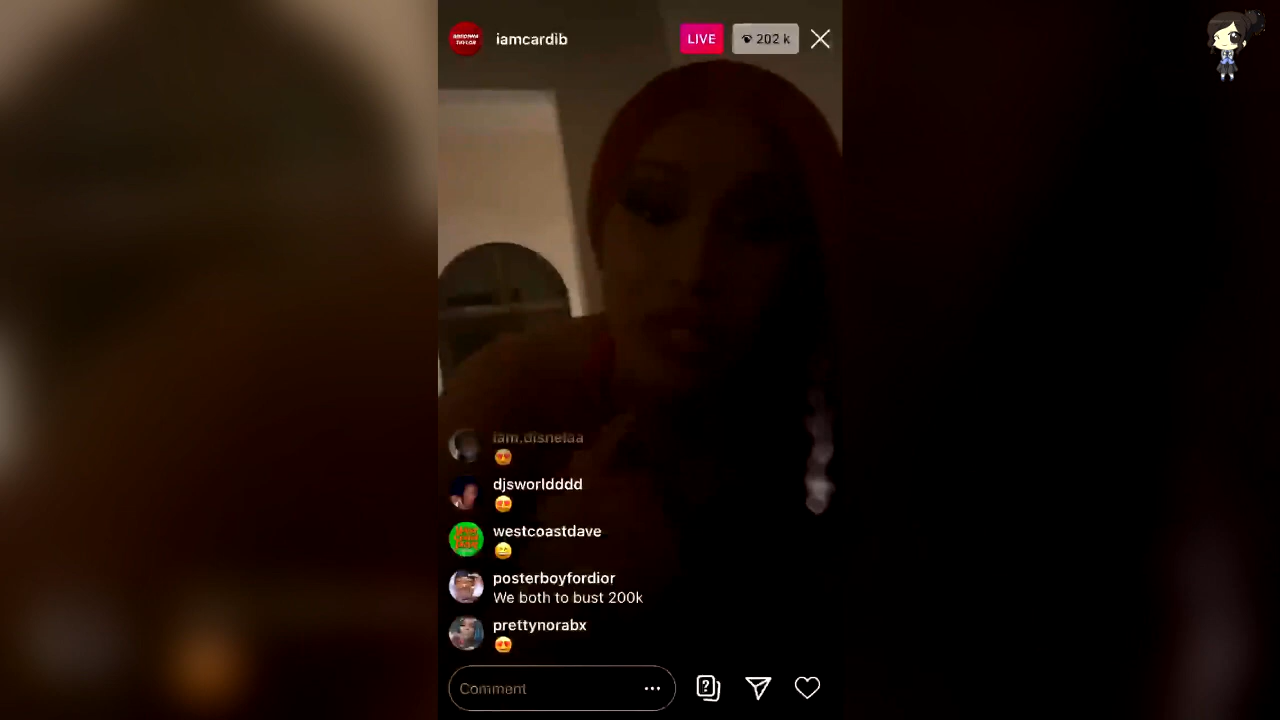 iamcardib
LIVE
202 k
iam.disnelaa
djsworldddd
westcoastdave
posterboyfordior
We both to bust 200k
prettynorabx
Comment